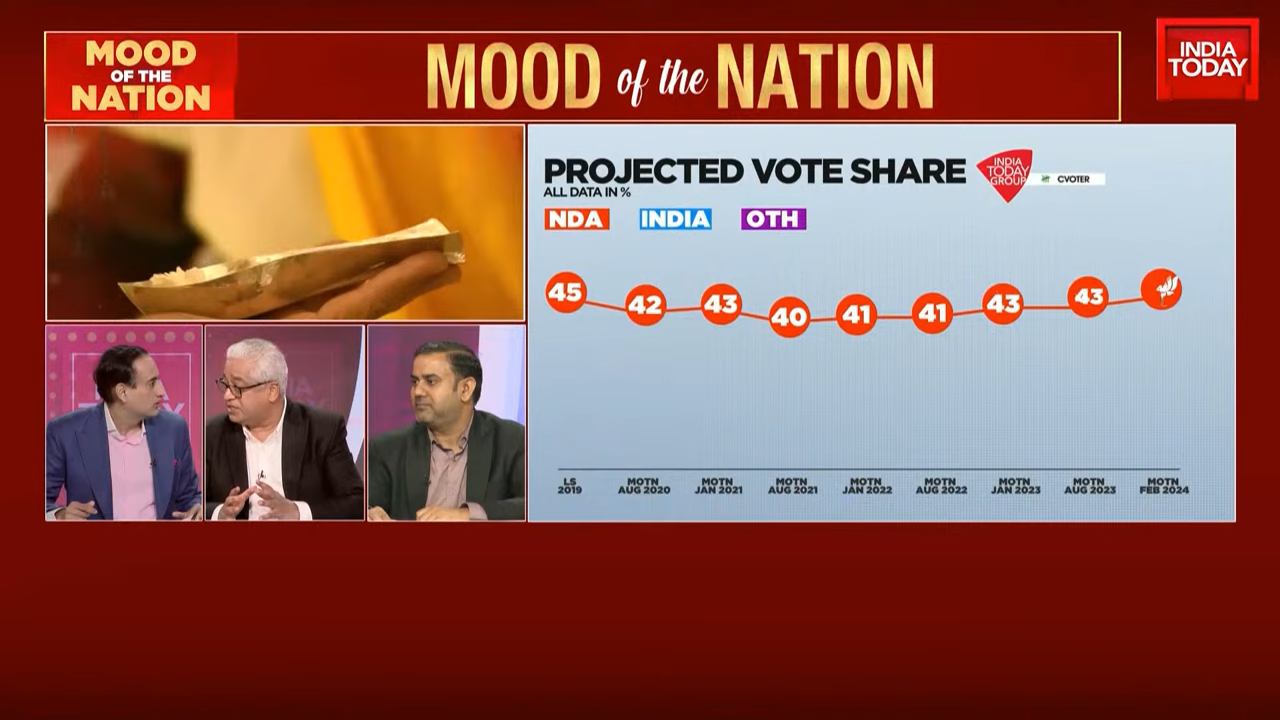 MOOD
OF THE
NATION
MOOD of the NATION
INDIA
TODAY
PROJECTED VOTE SHARE
INDIA
TODAY
GROUP
CVOTER
ALL DATA IN %
NDA INDIA OTH
45 42 43 40 41 41 43 43
LS
2019
MOTN
AUG 2020
MOTN
JAN 2021
MOTN
AUG 2021
MOTN
JAN 2022
MOTN
AUG 2022
MOTN
JAN 2023
MOTN
AUG 2023
MOTN
FEB 2024